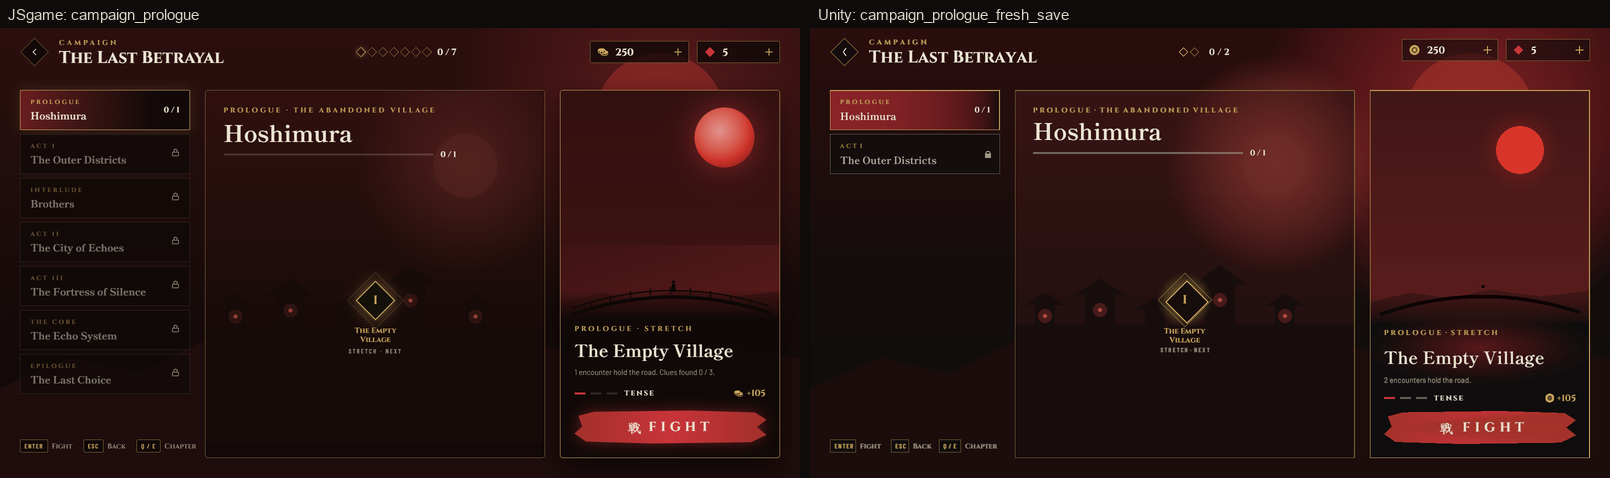 JSgame: campaign_prologue
CAMPAIGN
THE LAST BETRAYAL
0/7
250 +
5 +
PROLOGUE
Hoshimura
0/1
ACT I
The Outer Districts
INTERLUDE
Brothers
ACT II
The City of Echoes
ACT III
The Fortress of Silence
THE CORE
The Echo System
EPILOGUE
The Last Choice
PROLOGUE · THE ABANDONED VILLAGE
Hoshimura
0/1
I
THE EMPTY
VILLAGE
STRETCH · NEXT
PROLOGUE · STRETCH
The Empty Village
1 encounter hold the road. Clues found 0 / 3.
TENSE
+105
戦 FIGHT
ENTER FIGHT ESC BACK Q / E CHAPTER
Unity: campaign_prologue_fresh_save
CAMPAIGN
THE LAST BETRAYAL
0 / 2
250 +
5 +
PROLOGUE
Hoshimura
0/1
ACT I
The Outer Districts
PROLOGUE · THE ABANDONED VILLAGE
Hoshimura
0/1
I
THE EMPTY
VILLAGE
STRETCH · NEXT
PROLOGUE · STRETCH
The Empty Village
2 encounters hold the road.
TENSE
+105
戦 FIGHT
ENTER FIGHT ESC BACK Q / E CHAPTER